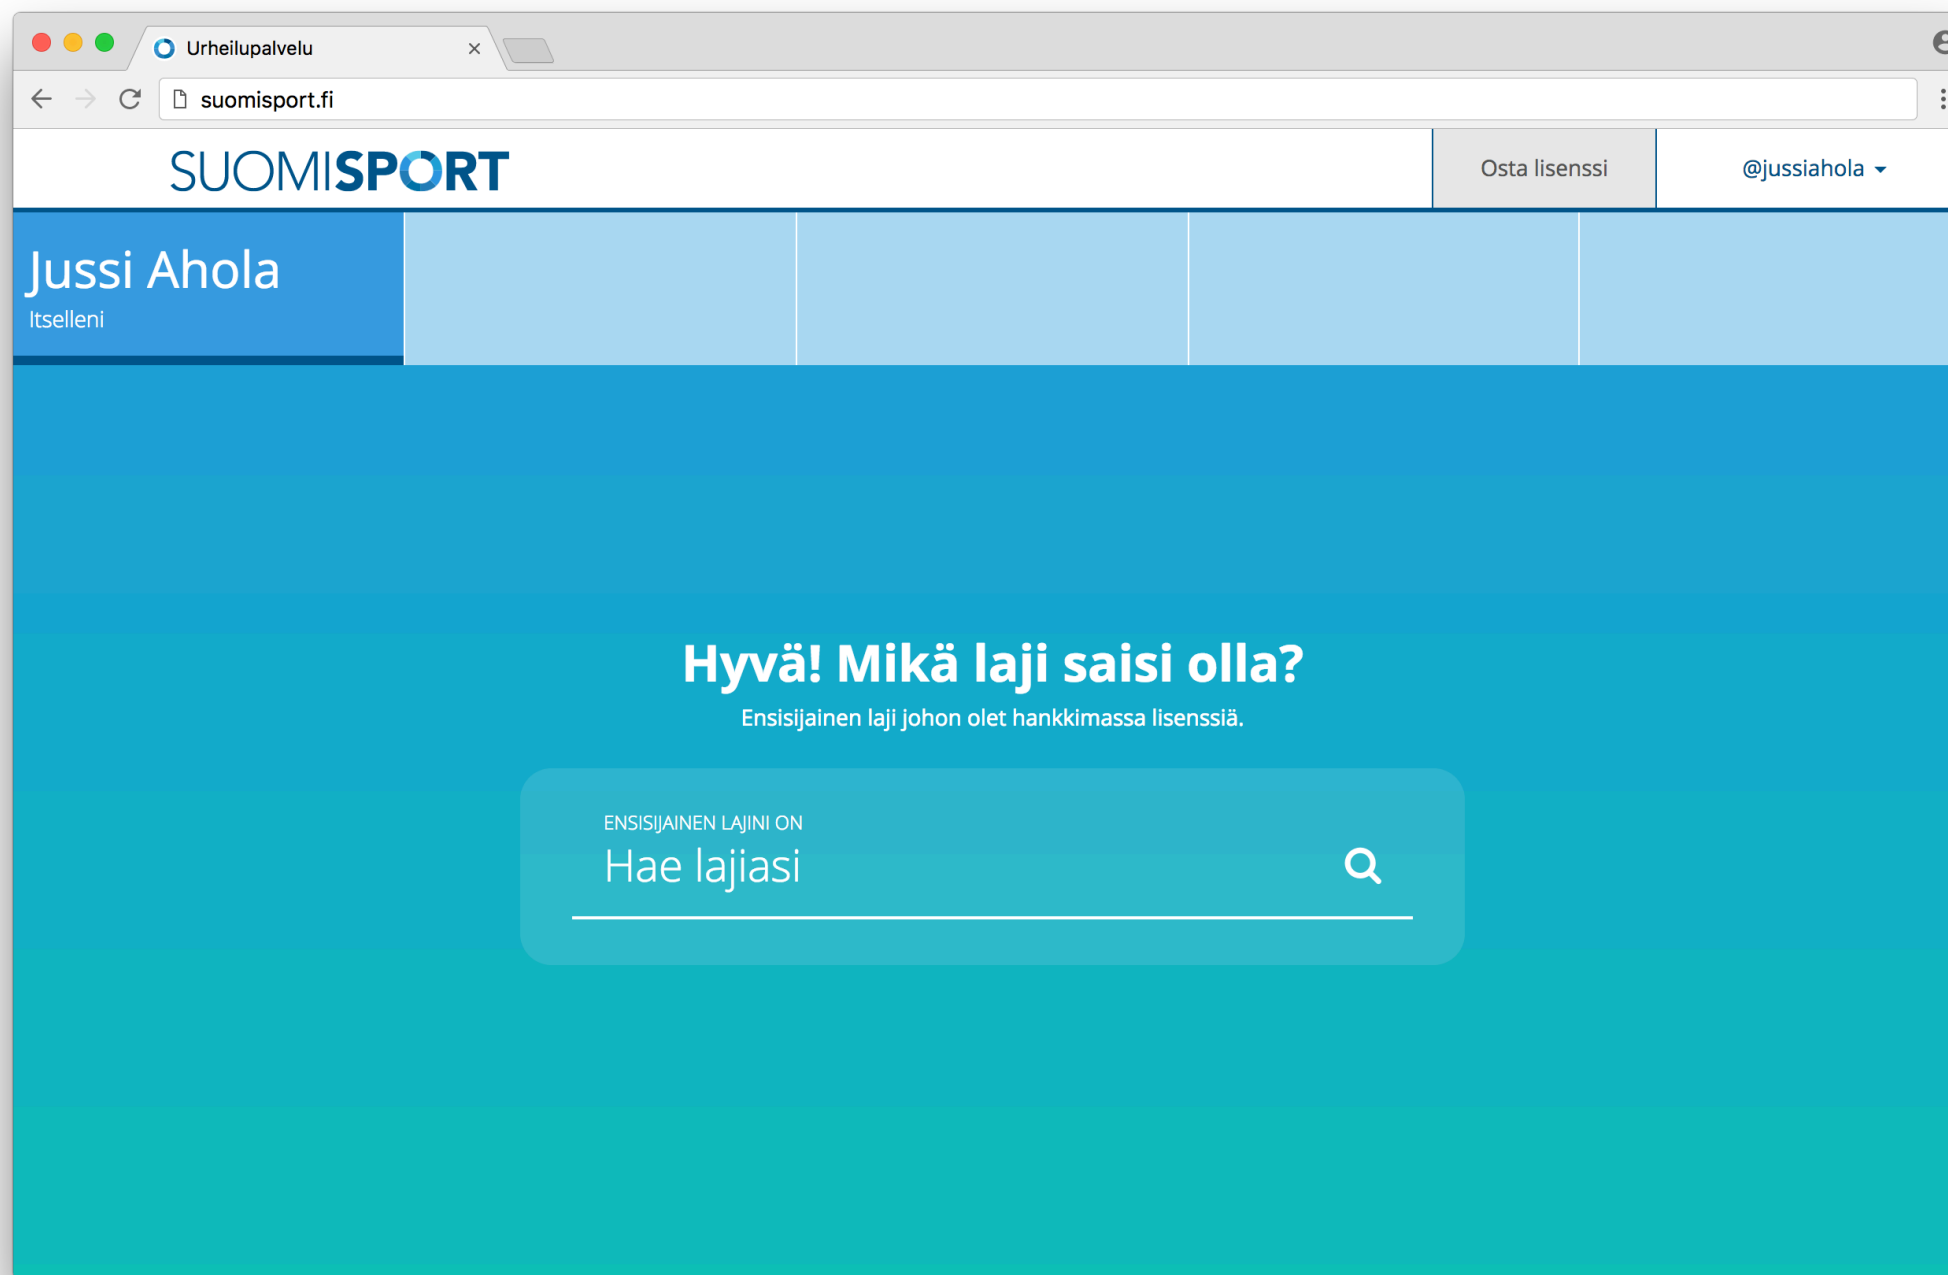 Urheilupalvelu
suomisport.fi
SUOMISPORT
Osta lisenssi
@jussiahola
Jussi Ahola
Itselleni
Hyvä! Mikä laji saisi olla?
Ensisijainen laji johon olet hankkimassa lisenssiä.
ENSISIJAINEN LAJINI ON
Hae lajiasi